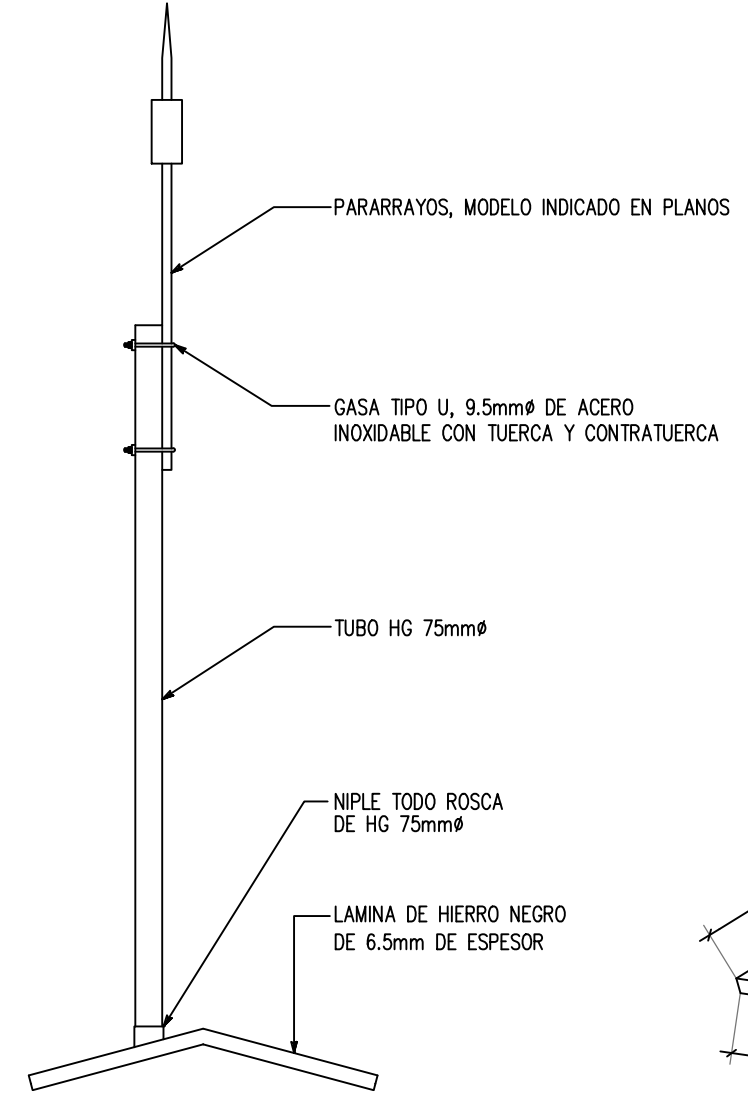 PARARRAYOS, MODELO INDICADO EN PLANOS
GASA TIPO U, 9.5mmø DE ACERO
INOXIDABLE CON TUERCA Y CONTRATUERCA
TUBO HG 75mmø
NIPLE TODO ROSCA
DE HG 75mmø
LAMINA DE HIERRO NEGRO
DE 6.5mm DE ESPESOR